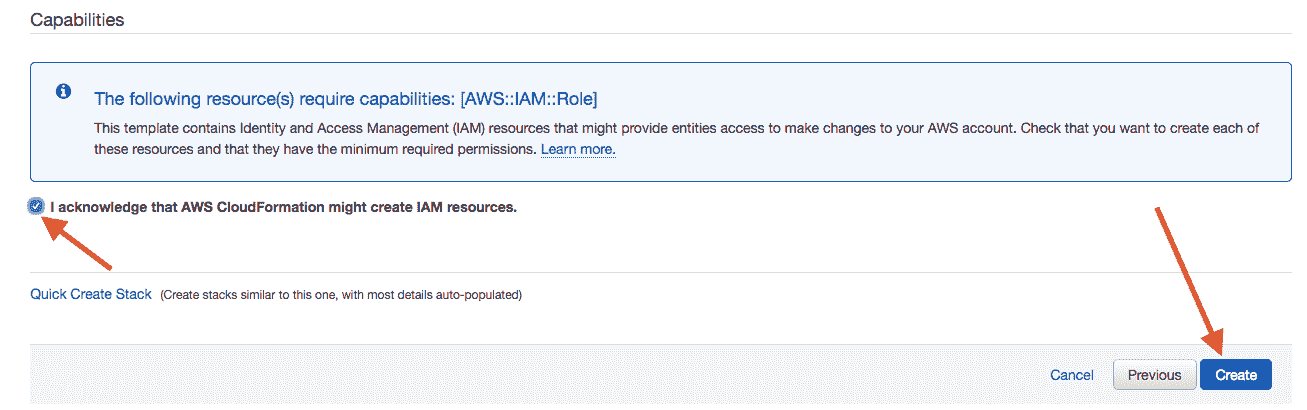 Capabilities
The following resource(s) require capabilities: [AWS::IAM::Role]
This template contains Identity and Access Management (IAM) resources that might provide entities access to make changes to your AWS account. Check that you want to create each of
these resources and that they have the minimum required permissions. Learn more.
I acknowledge that AWS CloudFormation might create IAM resources.
Quick Create Stack (Create stacks similar to this one, with most details auto-populated)
Cancel Previous Create